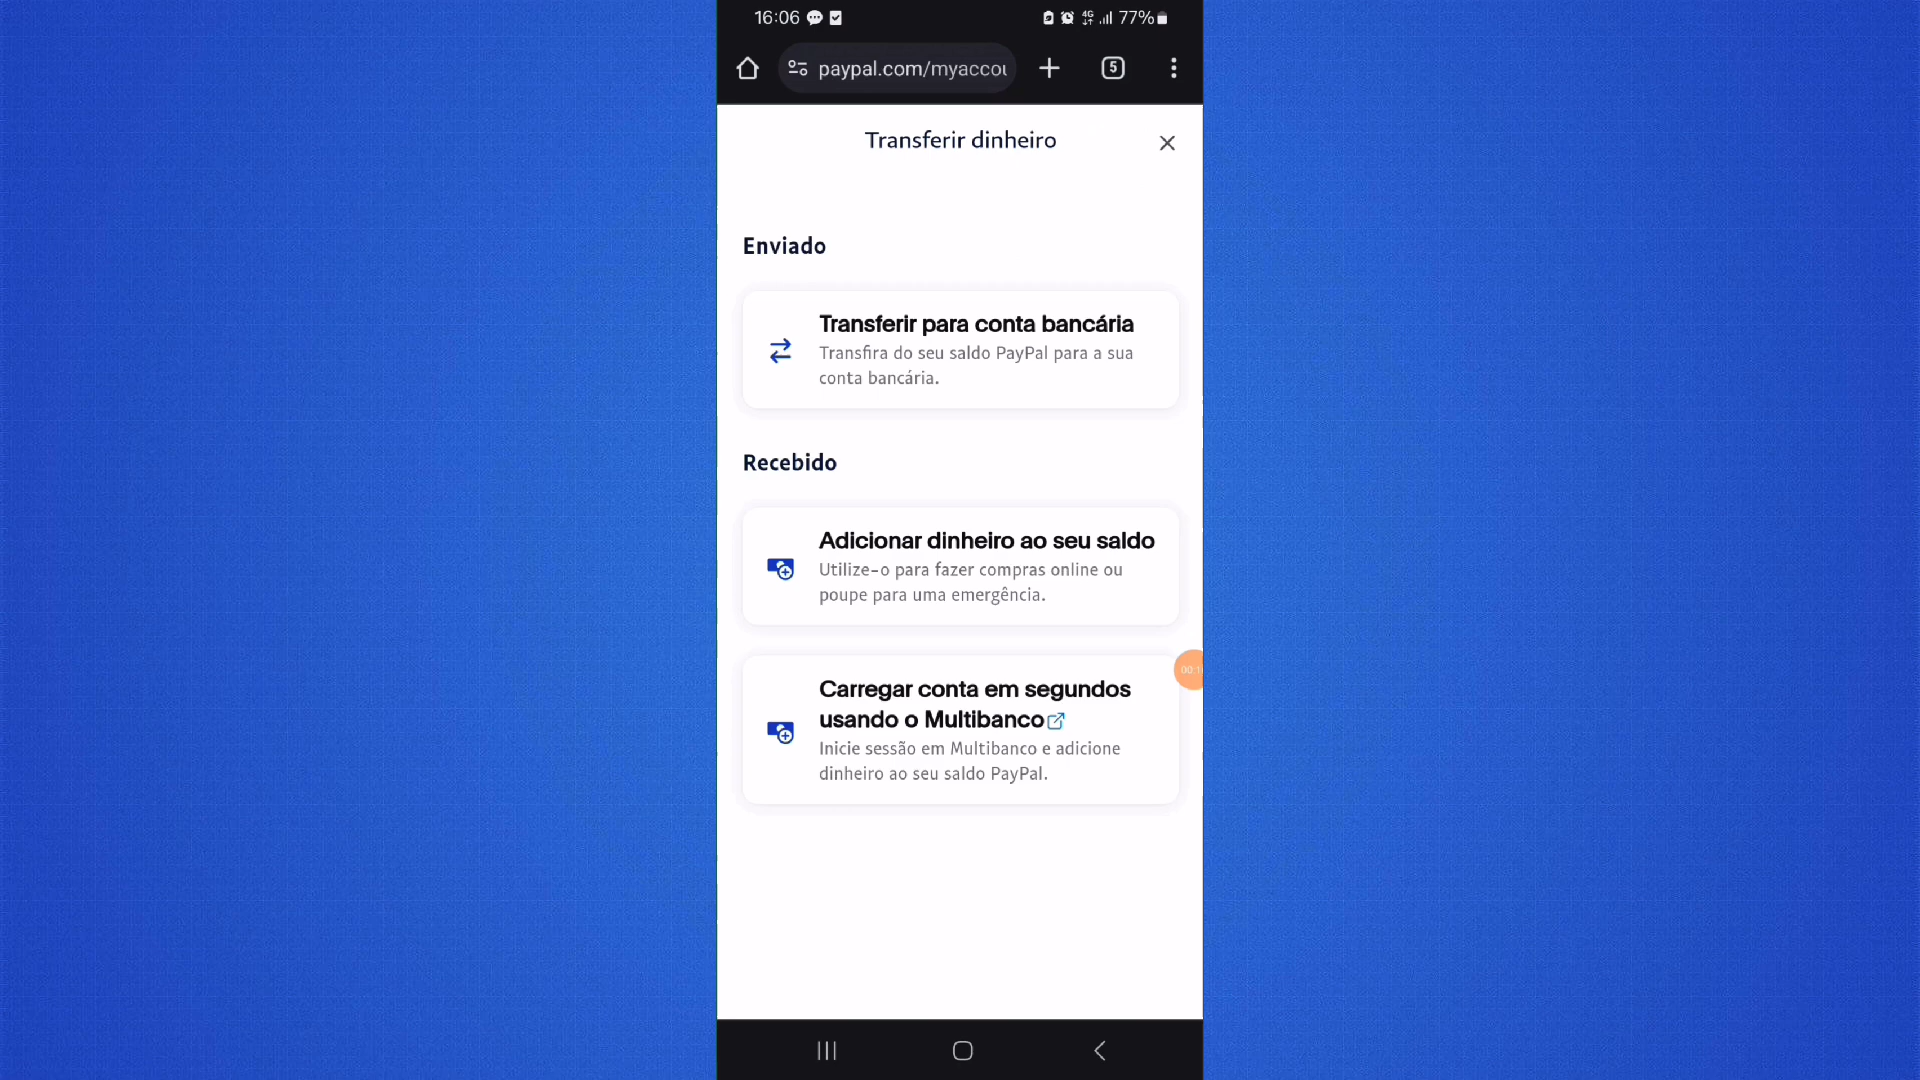 16:06
4G
77%
paypal.com/myaccou
5
Transferir dinheiro
Enviado
Transferir para conta bancária
Transfira do seu saldo PayPal para a sua
conta bancária.
Recebido
Adicionar dinheiro ao seu saldo
Utilize-o para fazer compras online ou
poupe para uma emergência.
Carregar conta em segundos
usando o Multibanco
Inicie sessão em Multibanco e adicione
dinheiro ao seu saldo PayPal.